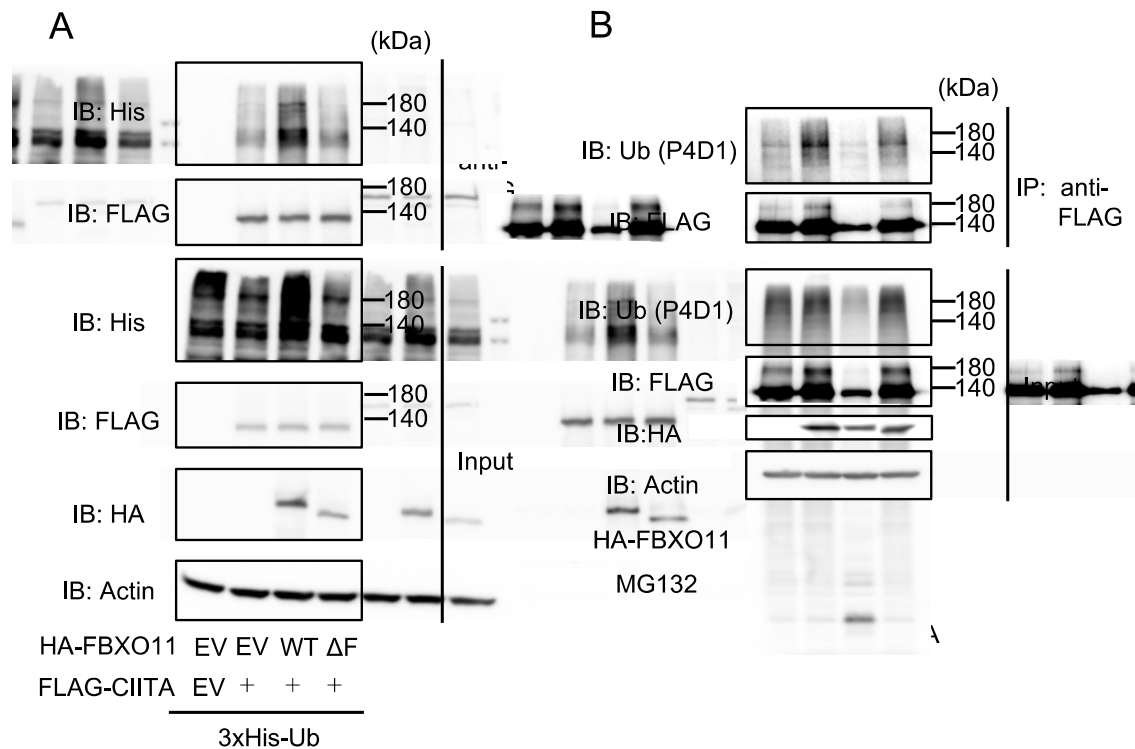 A
(kDa)
IB: His
180
140
anti-
IB: FLAG
180
140
IB: His
180
140
IB: FLAG
180
140
Input
IB: HA
IB: Actin
HA-FBXO11 EV EV WT ΔF
FLAG-CIITA EV + + +
3xHis-Ub
B
(kDa)
IB: Ub (P4D1)
180
140
IP: anti-
FLAG
IB: FLAG
180
140
IB: Ub (P4D1)
180
140
IB: FLAG
180
140
Input
IB:HA
IB: Actin
HA-FBXO11
MG132